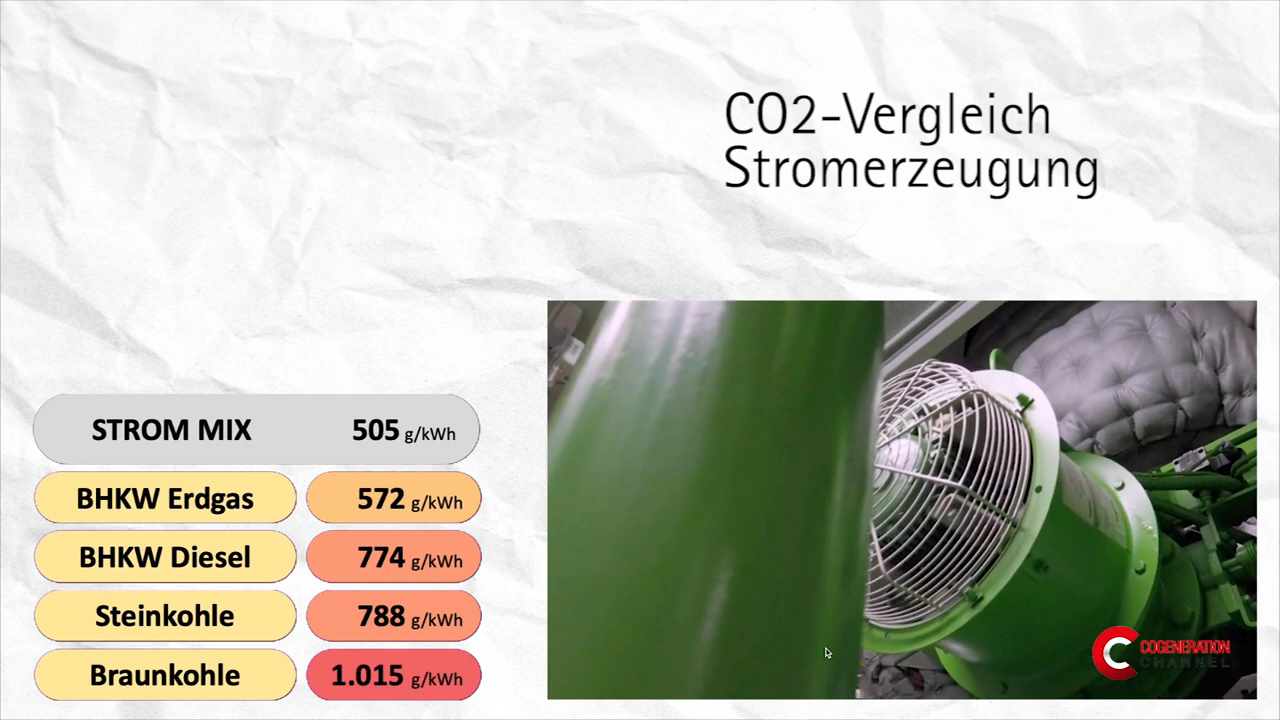 CO2-Vergleich
Stromerzeugung
STROM MIX 505 g/kWh
BHKW Erdgas 572 g/kWh
BHKW Diesel 774 g/kWh
Steinkohle 788 g/kWh
Braunkohle 1.015 g/kWh
COGENERATION
CHANNEL